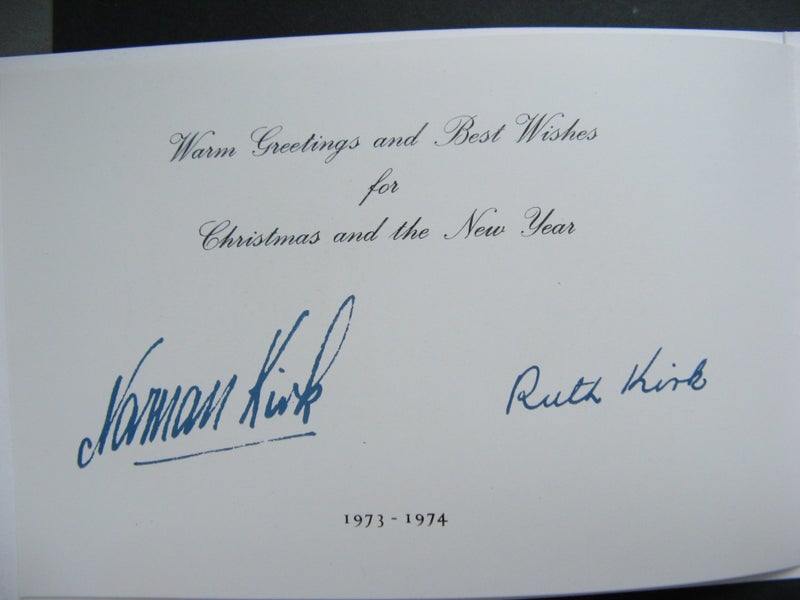 Warm Greetings and Best Wishes
for
Christmas and the New Year
Norman Kirk
Ruth Kirk
1973 - 1974